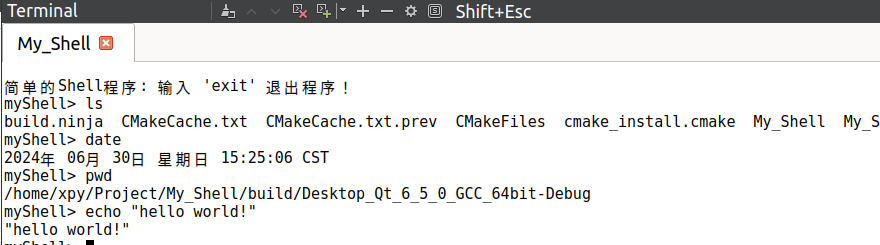 Terminal Shift+Esc
My_Shell
简单的Shell程序: 输入 'exit' 退出程序!
myShell> ls
build.ninja CMakeCache.txt CMakeCache.txt.prev CMakeFiles cmake_install.cmake My_Shell My_S
myShell> date
2024年 06月 30日 星期日 15:25:06 CST
myShell> pwd
/home/xpy/Project/My_Shell/build/Desktop_Qt_6_5_0_GCC_64bit-Debug
myShell> echo "hello world!"
"hello world!"
myShell>